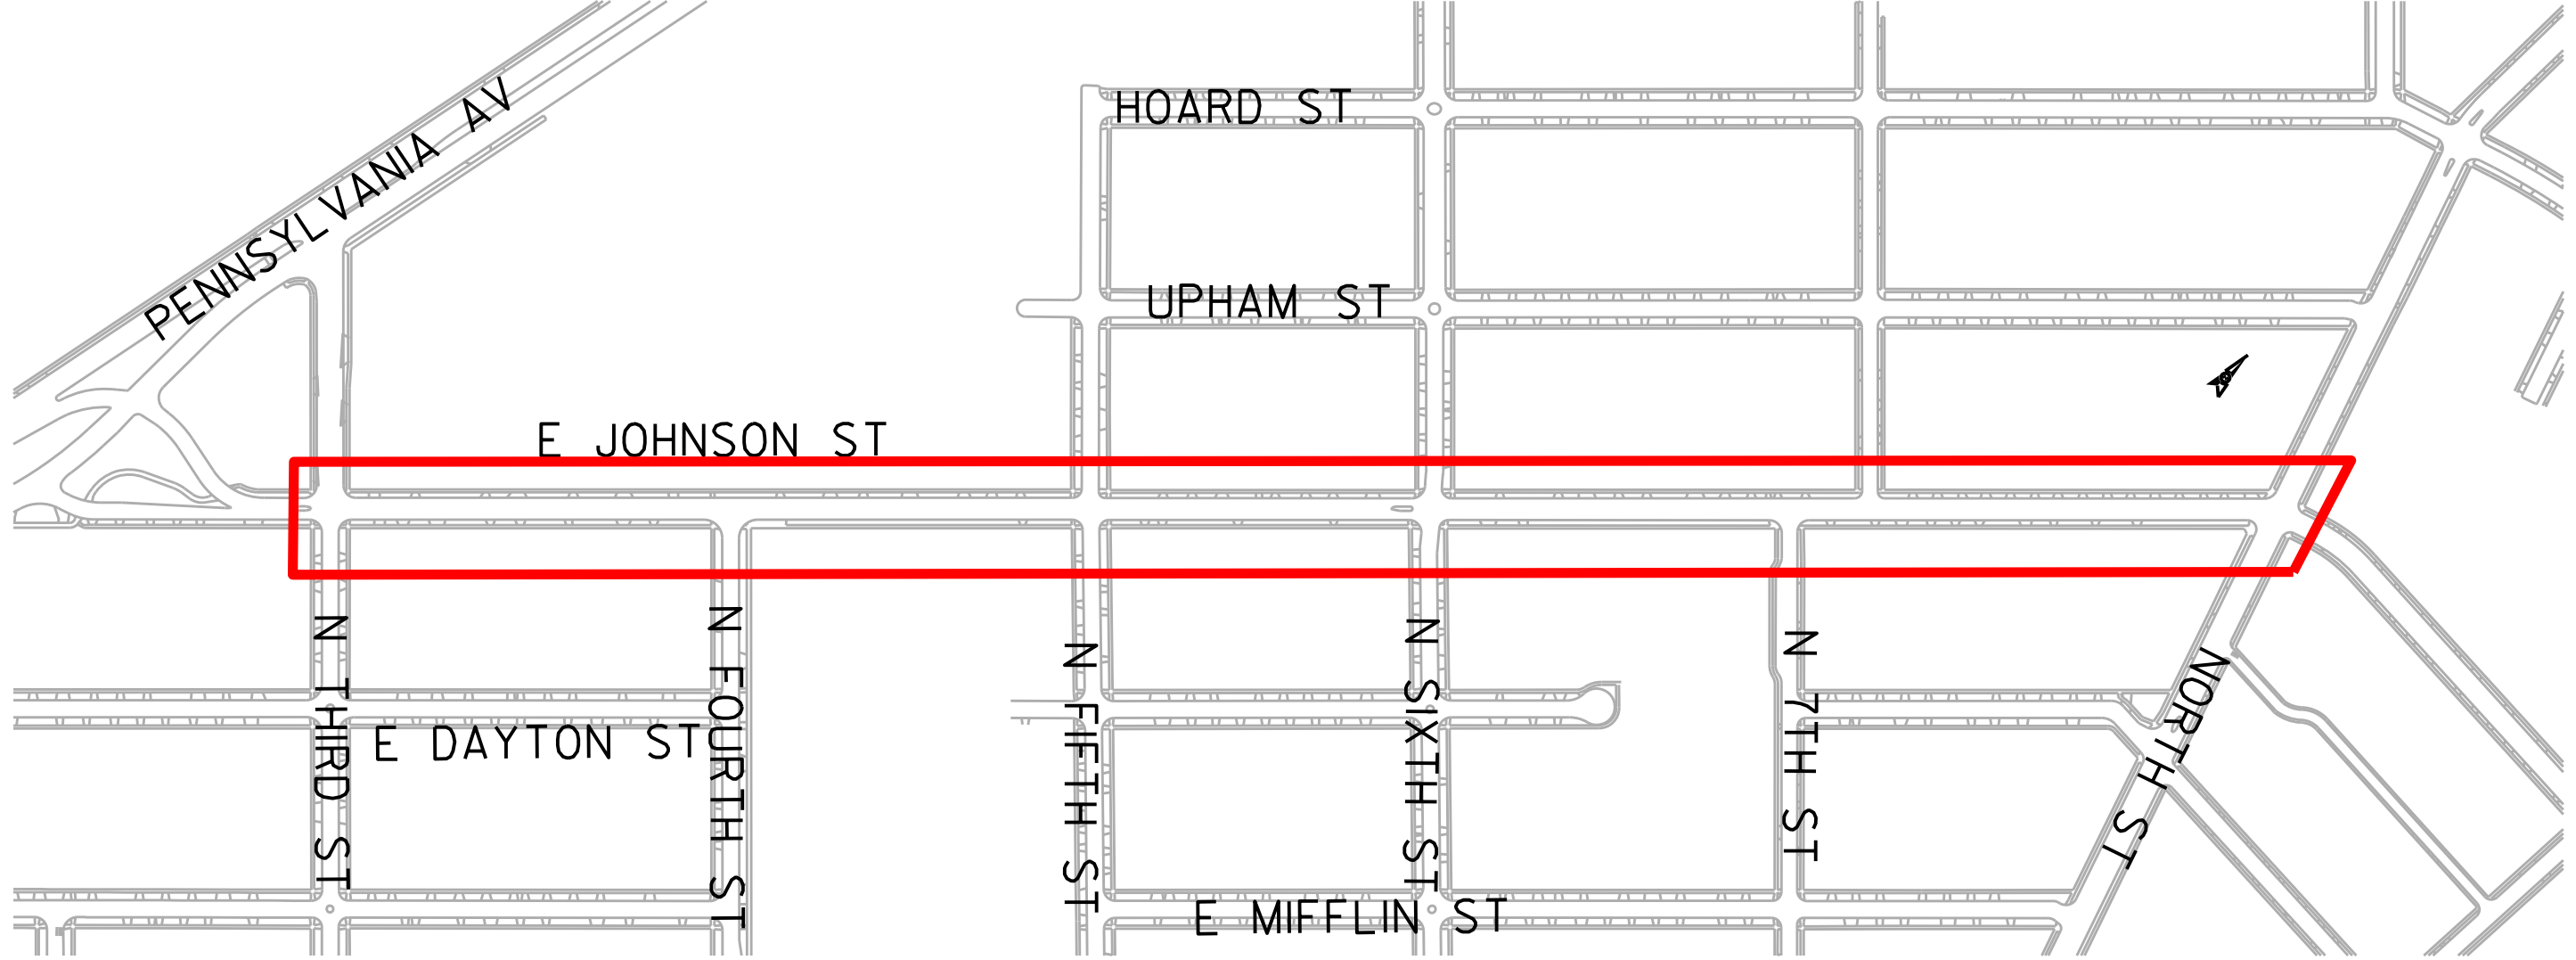 PENNSYLVANIA AV
HOARD ST
UPHAM ST
E JOHNSON ST
N THIRD ST
N FOURTH ST
N FIFTH ST
N SIXTH ST
N 7TH ST
NORTH ST
E DAYTON ST
E MIFFLIN ST